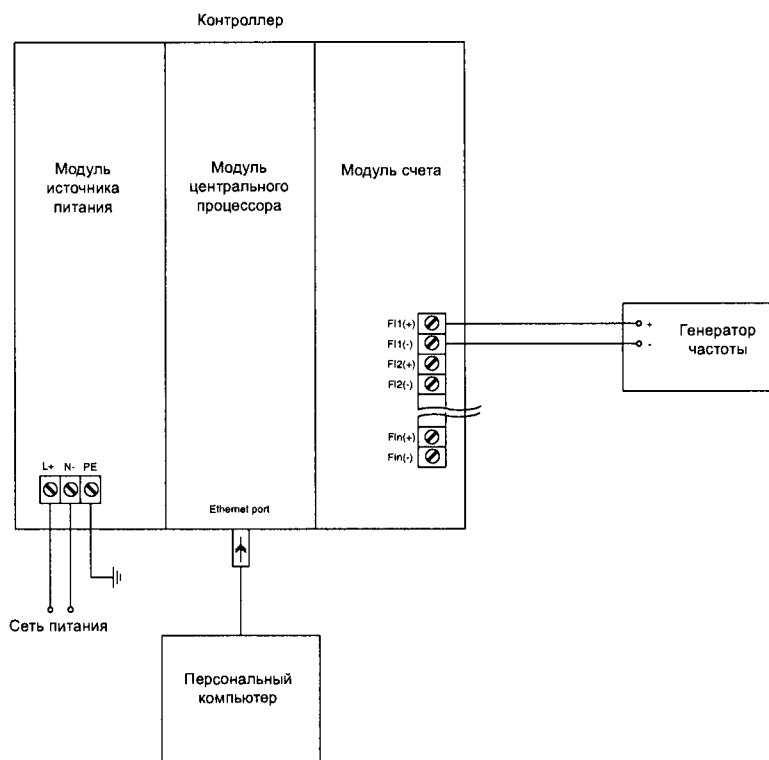 Контроллер
Модуль
источника
питания
Модуль
центрального
процессора
Модуль счета
FI1(+)
FI1(-)
FI2(+)
FI2(-)
FIn(+)
FIn(-)
+
-
Генератор
частоты
L+ N- PE
Ethernet port
Сеть питания
Персональный
компьютер